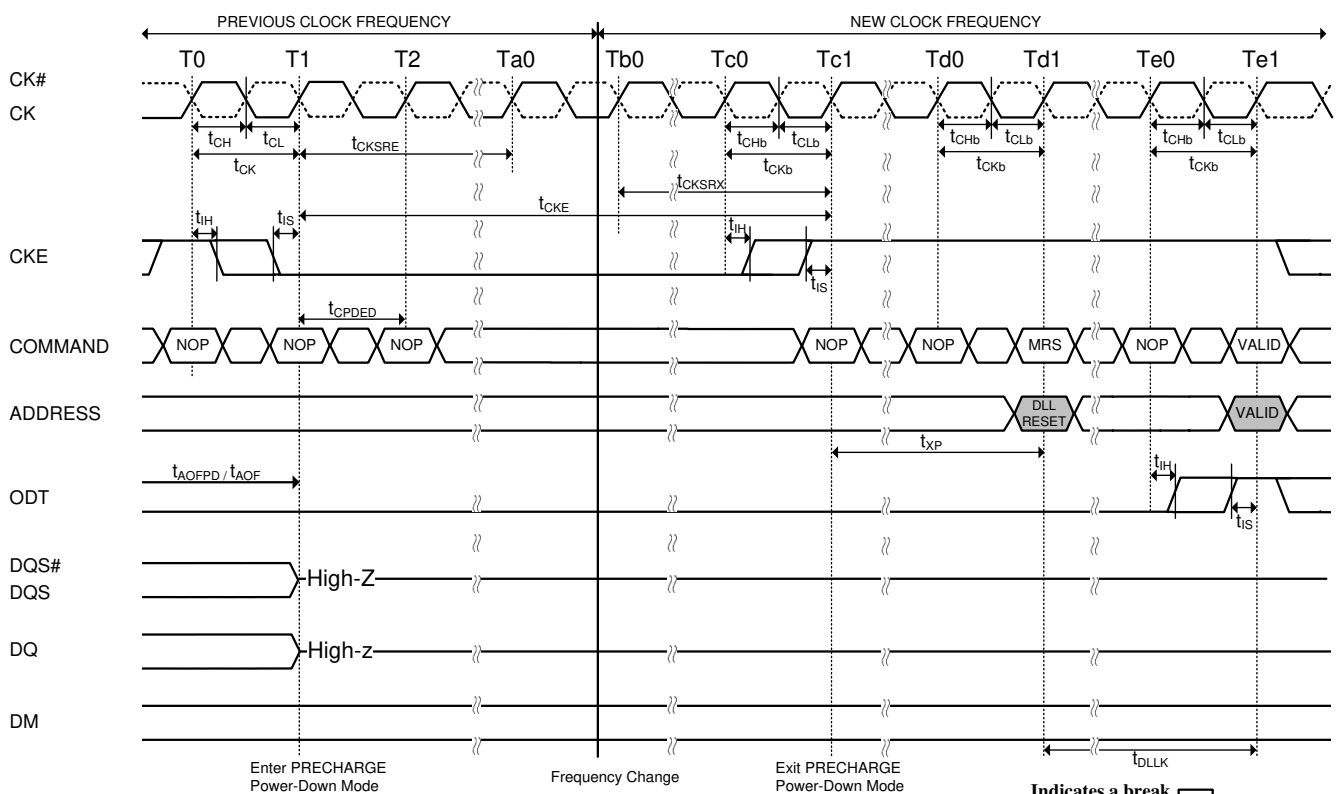 PREVIOUS CLOCK FREQUENCY NEW CLOCK FREQUENCY
T0 T1 T2 Ta0 Tb0 Tc0 Tc1 Td0 Td1 Te0 Te1
CK#
CK
tCH tCL tCHb tCLb tCHb tCLb tCHb tCLb
tCK tCKSRE tCKb tCKb tCKb
tCKSRX
tCKE
tIH tIS tIH
CKE
tIS
tCPDED
COMMAND NOP NOP NOP NOP NOP MRS NOP VALID
ADDRESS DLL RESET VALID
tXP
tAOFPD / tAOF tIH
ODT
tIS
DQS#
DQS High-Z
DQ High-z
DM
tDLLK
Enter PRECHARGE
Power-Down Mode
Frequency Change
Exit PRECHARGE
Power-Down Mode
Indicates a break